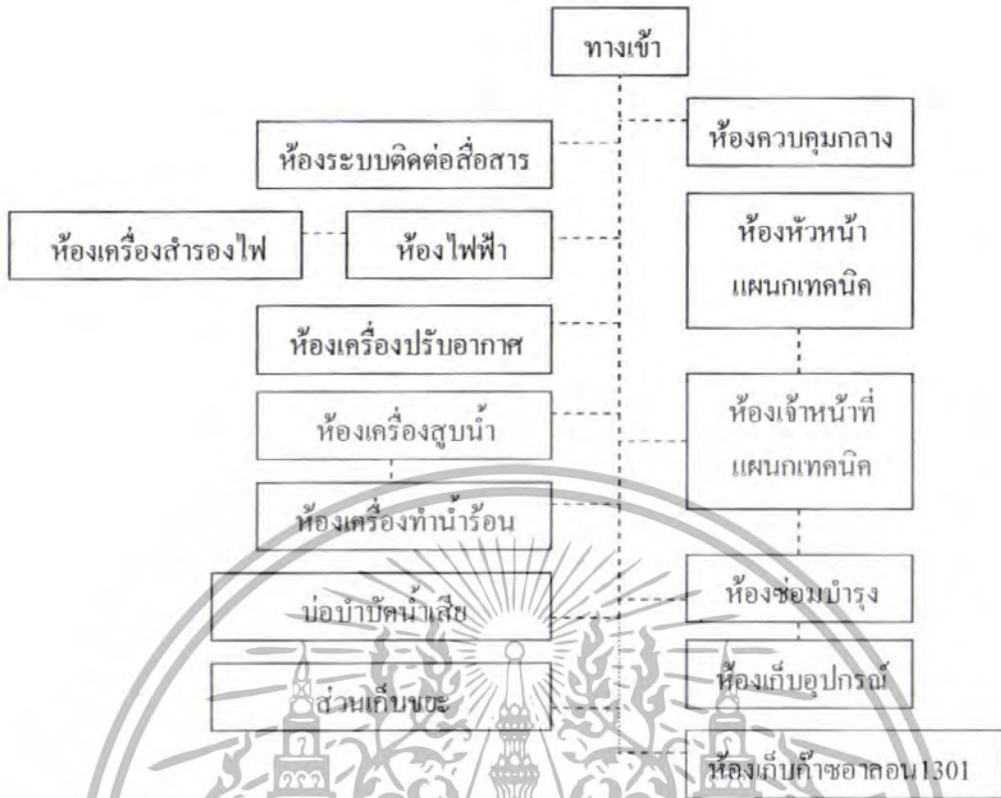 ทางเข้า
ห้องควบคุมกลาง
ห้องระบบติดต่อสื่อสาร
ห้องหัวหน้า
แผนกเทคนิค
ห้องเครื่องสำรองไฟ
ห้องไฟฟ้า
ห้องเครื่องปรับอากาศ
ห้องเจ้าหน้าที่
แผนกเทคนิค
ห้องเครื่องสูบน้ำ
ห้องเครื่องทำน้ำร้อน
ห้องซ่อมบำรุง
บ่อบำบัดน้ำเสีย
ห้องเก็บอุปกรณ์
ส่วนเก็บขยะ
ห้องเก็บก๊าซอาลอน1301